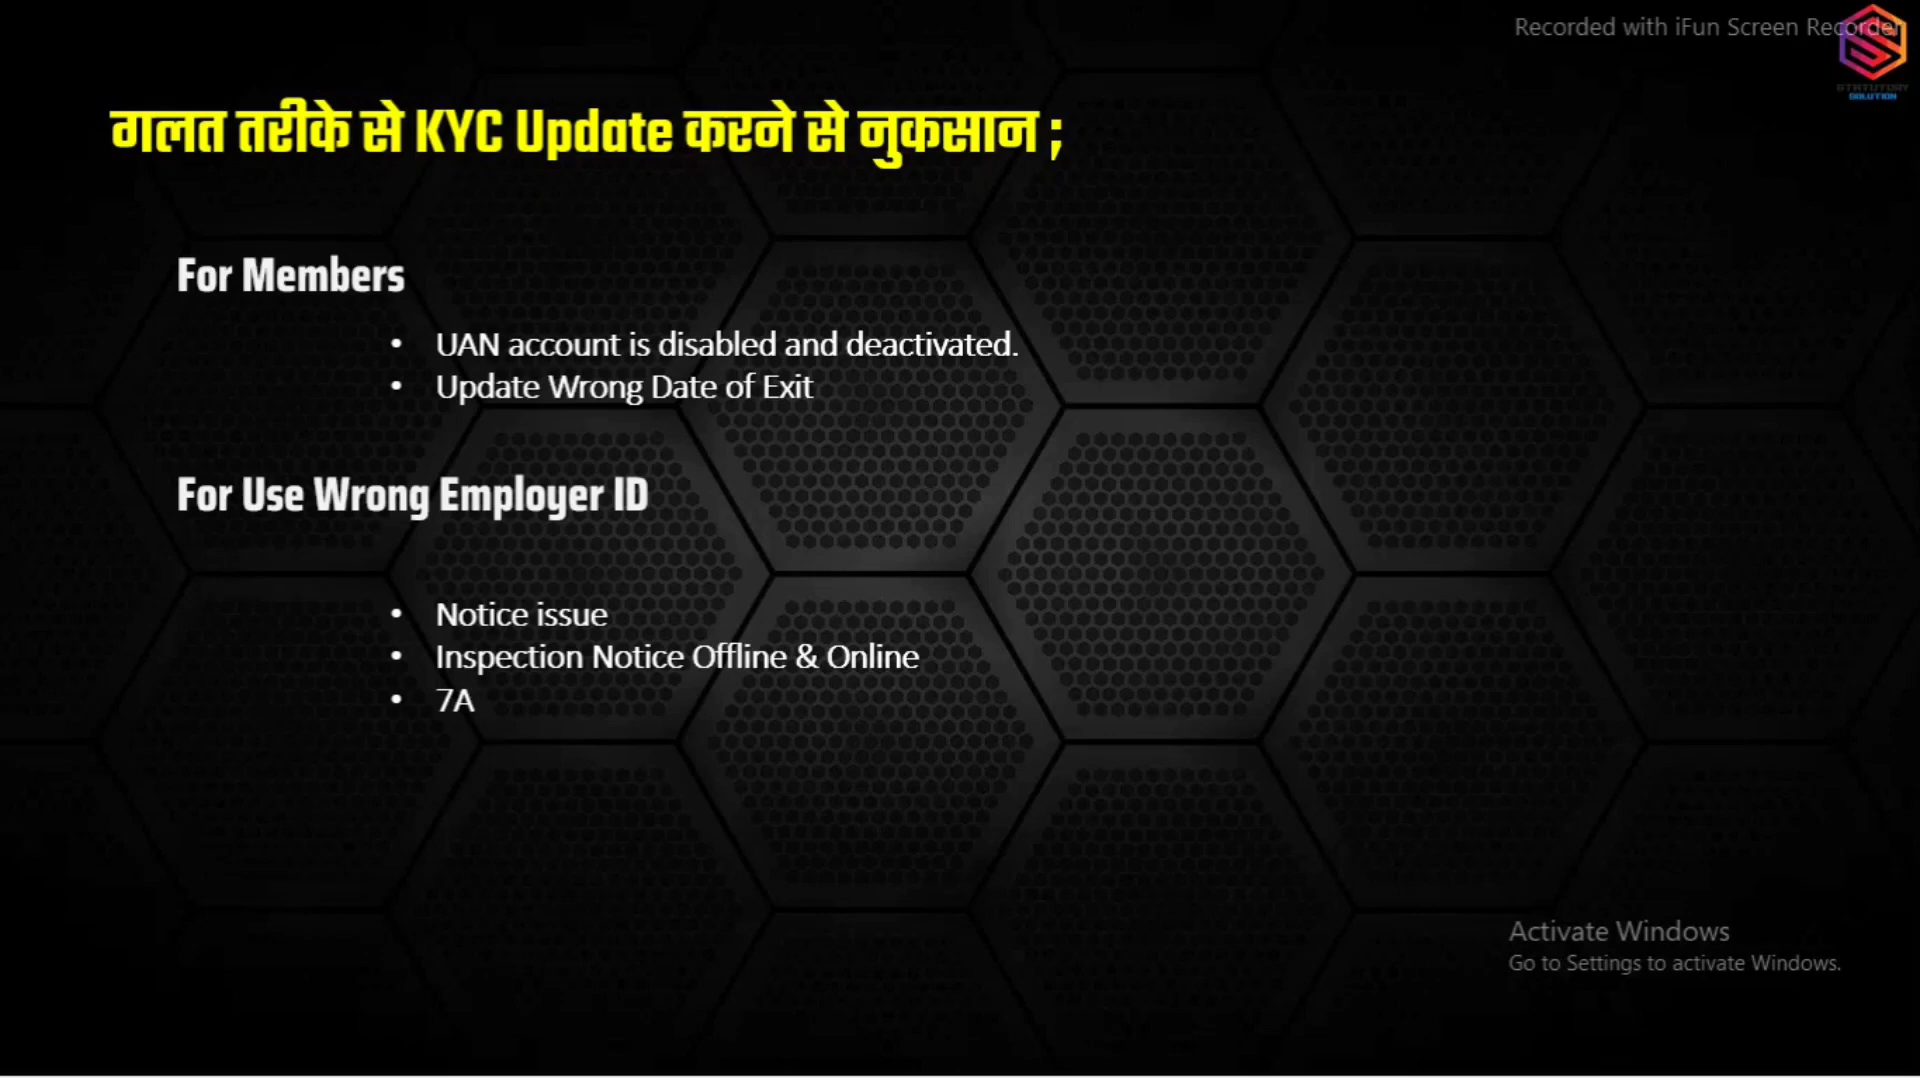 Recorded with iFun Screen Recorder
STATUTORY
SOLUTION
गलत तरीके से KYC Update करने से नुकसान ;
For Members
• UAN account is disabled and deactivated.
• Update Wrong Date of Exit
For Use Wrong Employer ID
• Notice issue
• Inspection Notice Offline & Online
• 7A
Activate Windows
Go to Settings to activate Windows.